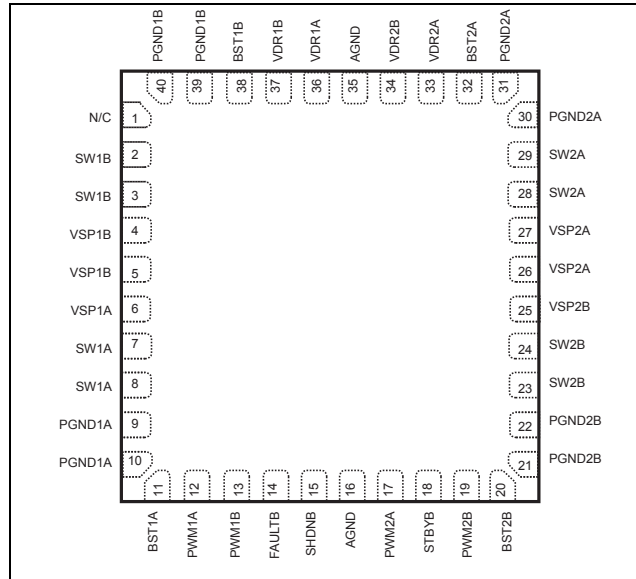 PGND1B
PGND1B
BST1B
VDR1B
VDR1A
AGND
VDR2B
VDR2A
BST2A
PGND2A
40
39
38
37
36
35
34
33
32
31
N/C 1
30 PGND2A
SW1B 2
29 SW2A
SW1B 3
28 SW2A
VSP1B 4
27 VSP2A
VSP1B 5
26 VSP2A
VSP1A 6
25 VSP2B
SW1A 7
24 SW2B
SW1A 8
23 SW2B
PGND1A 9
22 PGND2B
PGND1A 10
21 PGND2B
11
12
13
14
15
16
17
18
19
20
BST1A
PWM1A
PWM1B
FAULTB
SHDNB
AGND
PWM2A
STBYB
PWM2B
BST2B